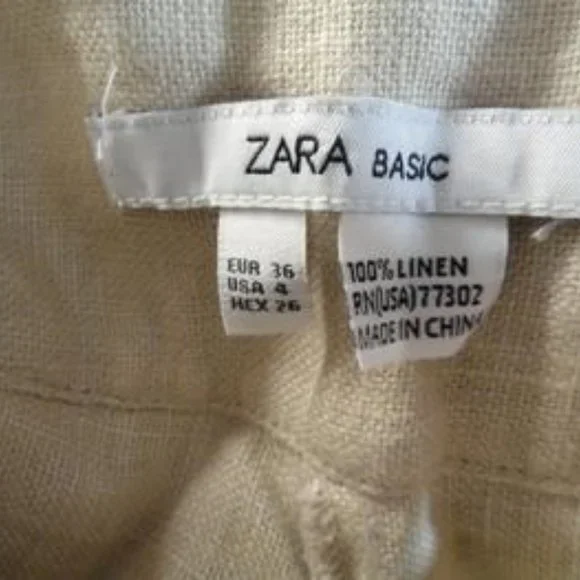 ZARA BASIC
EUR 36
USA 4
MEX 26
100% LINEN
RN(USA)77302
MADE IN CHINA